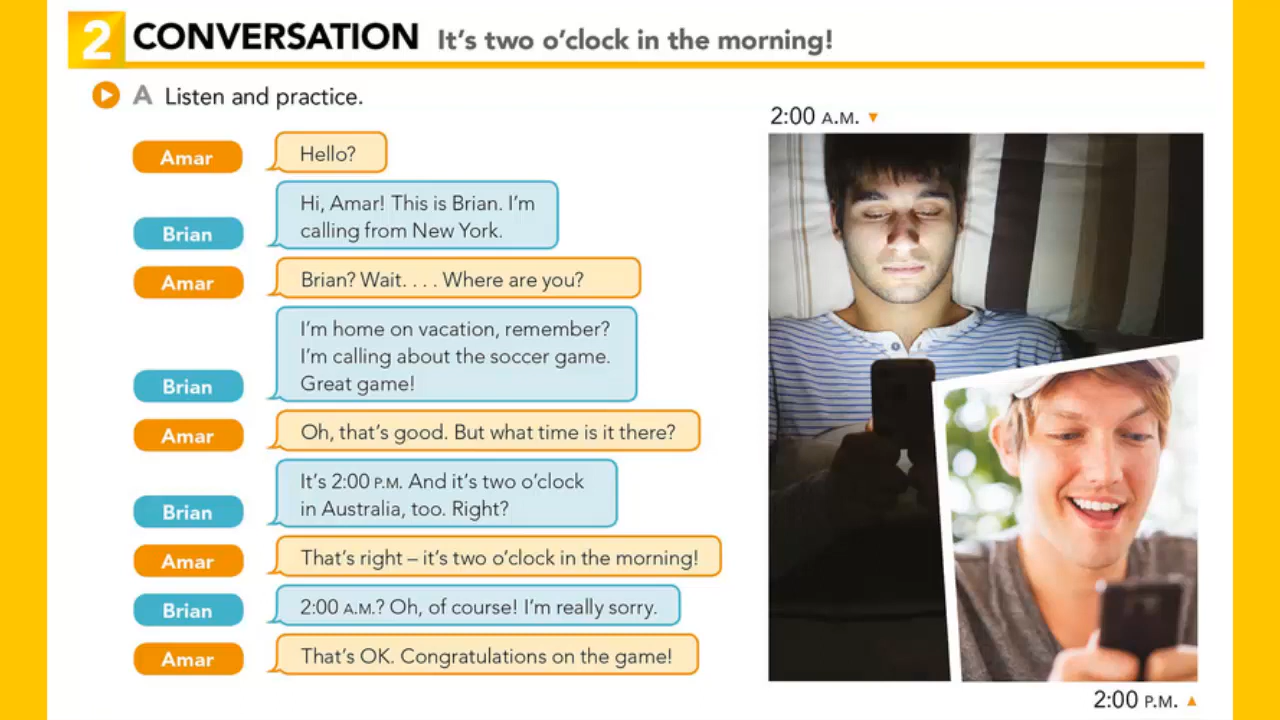 2 CONVERSATION It's two o'clock in the morning!
A Listen and practice.
2:00 A.M.
Amar Hello?
Hi, Amar! This is Brian. I'm
Brian calling from New York.
Amar Brian? Wait. . . . Where are you?
I'm home on vacation, remember?
I'm calling about the soccer game.
Brian Great game!
Amar Oh, that's good. But what time is it there?
It's 2:00 P.M. And it's two o'clock
Brian in Australia, too. Right?
Amar That's right – it's two o'clock in the morning!
Brian 2:00 A.M.? Oh, of course! I'm really sorry.
Amar That's OK. Congratulations on the game!
2:00 P.M.